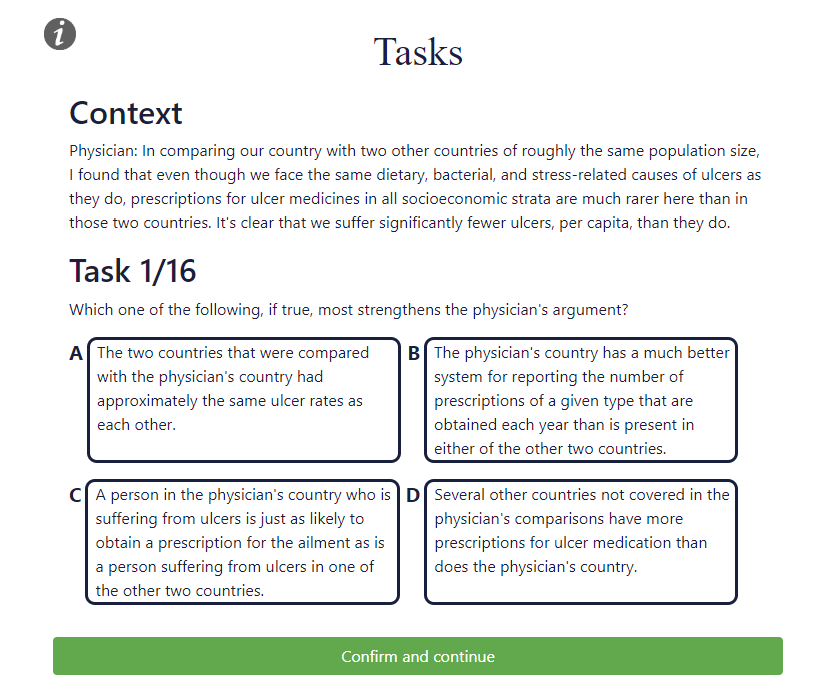 i
Tasks
Context
Physician: In comparing our country with two other countries of roughly the same population size,
I found that even though we face the same dietary, bacterial, and stress-related causes of ulcers as
they do, prescriptions for ulcer medicines in all socioeconomic strata are much rarer here than in
those two countries. It's clear that we suffer significantly fewer ulcers, per capita, than they do.
Task 1/16
Which one of the following, if true, most strengthens the physician's argument?
A
The two countries that were compared
with the physician's country had
approximately the same ulcer rates as
each other.
B
The physician's country has a much better
system for reporting the number of
prescriptions of a given type that are
obtained each year than is present in
either of the other two countries.
C
A person in the physician's country who is
suffering from ulcers is just as likely to
obtain a prescription for the ailment as is
a person suffering from ulcers in one of
the other two countries.
D
Several other countries not covered in the
physician's comparisons have more
prescriptions for ulcer medication than
does the physician's country.
Confirm and continue